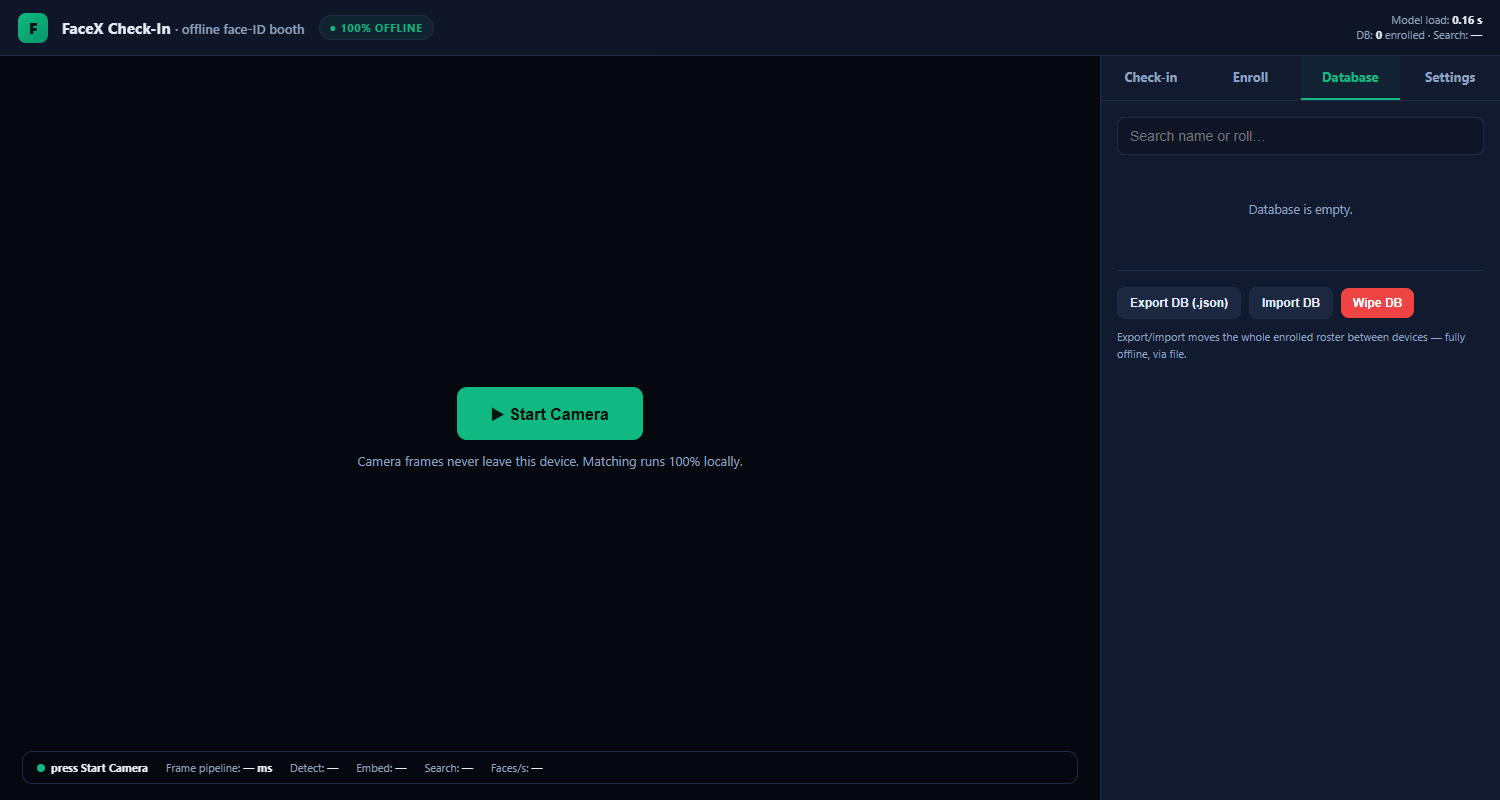 F
FaceX Check-In · offline face-ID booth
● 100% OFFLINE
Model load: 0.16 s
DB: 0 enrolled · Search: —
Check-in
Enroll
Database
Settings
Search name or roll...
Database is empty.
Export DB (.json)
Import DB
Wipe DB
Export/import moves the whole enrolled roster between devices — fully
offline, via file.
▶ Start Camera
Camera frames never leave this device. Matching runs 100% locally.
press Start Camera
Frame pipeline: — ms
Detect: —
Embed: —
Search: —
Faces/s: —